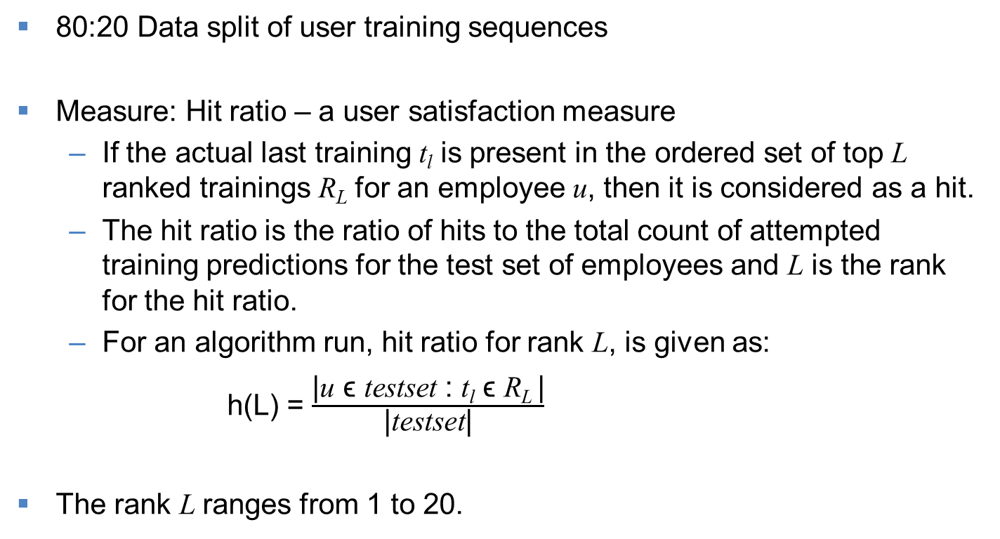 ▪ 80:20 Data split of user training sequences
▪ Measure: Hit ratio – a user satisfaction measure
– If the actual last training t_l is present in the ordered set of top L
ranked trainings R_L for an employee u, then it is considered as a hit.
– The hit ratio is the ratio of hits to the total count of attempted
training predictions for the test set of employees and L is the rank
for the hit ratio.
– For an algorithm run, hit ratio for rank L, is given as:
h(L) = |u ϵ testset : t_l ϵ R_L| / |testset|
▪ The rank L ranges from 1 to 20.